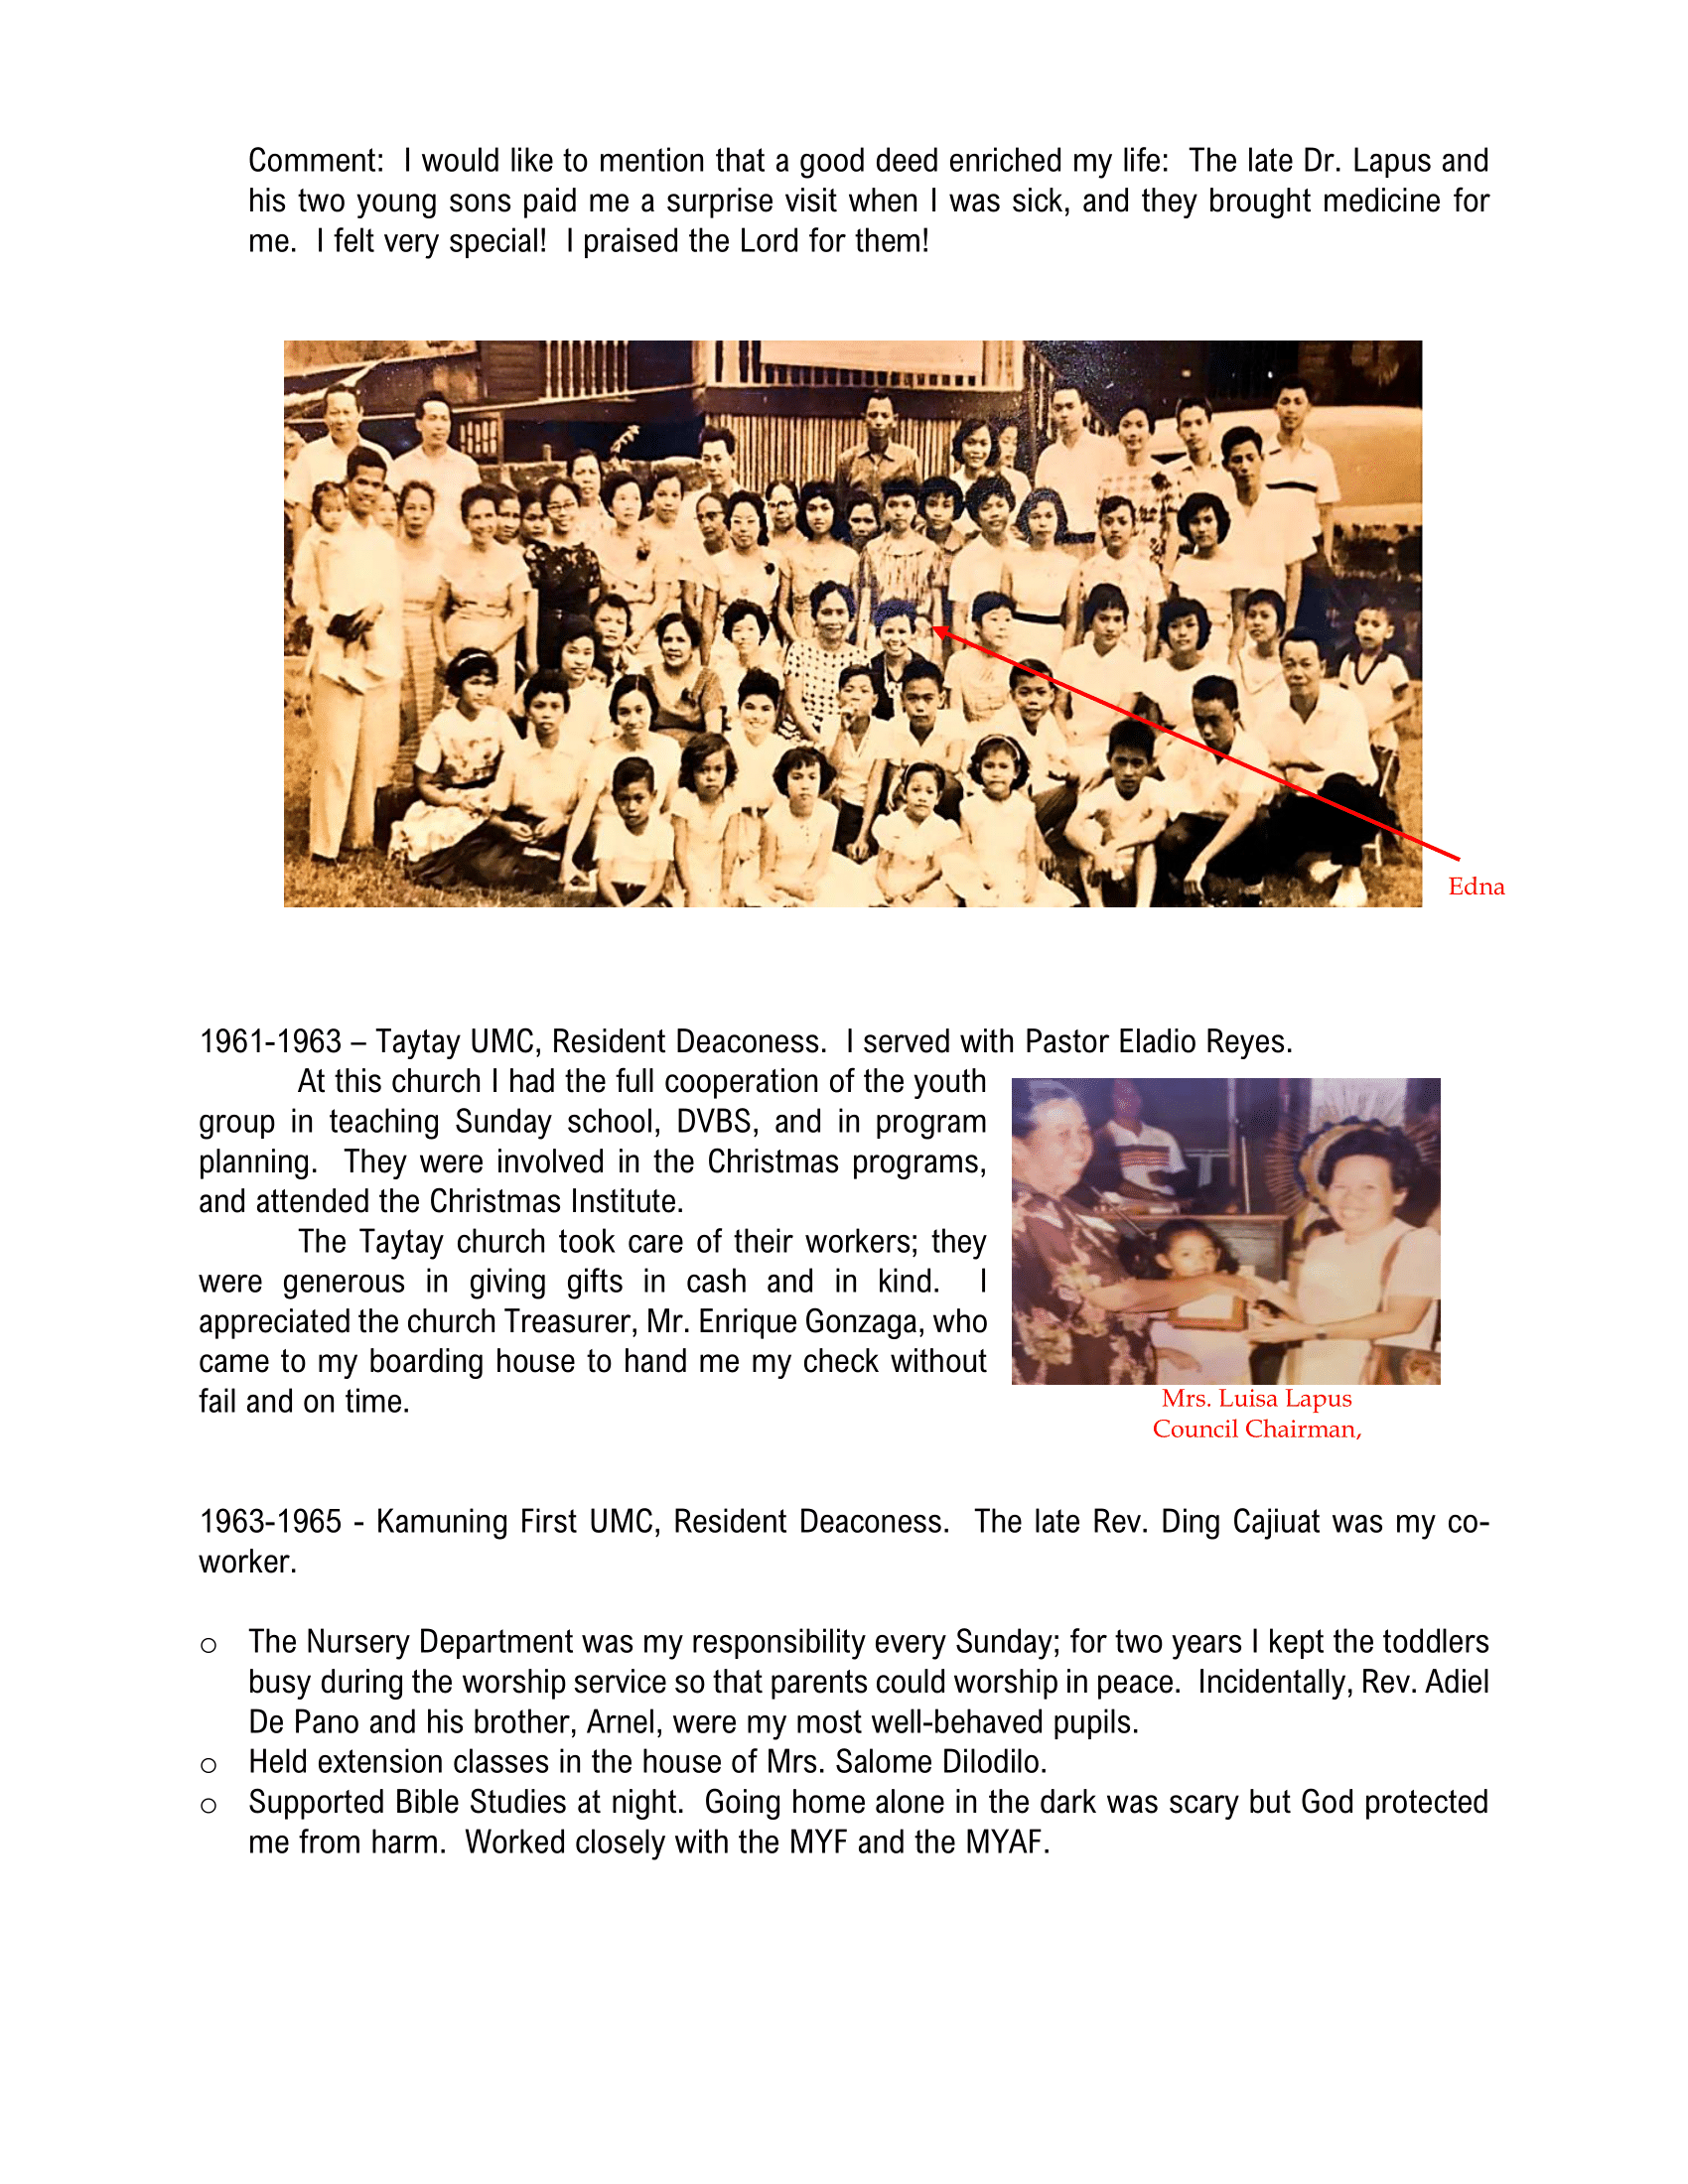 Comment:  I would like to mention that a good deed enriched my life:  The late Dr. Lapus and
his two young sons paid me a surprise visit when I was sick, and they brought medicine for
me.  I felt very special!  I praised the Lord for them!
Edna
1961-1963 – Taytay UMC, Resident Deaconess.  I served with Pastor Eladio Reyes.
At this church I had the full cooperation of the youth
group in teaching Sunday school, DVBS, and in program
planning.  They were involved in the Christmas programs,
and attended the Christmas Institute.
The Taytay church took care of their workers; they
were generous in giving gifts in cash and in kind.  I
appreciated the church Treasurer, Mr. Enrique Gonzaga, who
came to my boarding house to hand me my check without
fail and on time.
Mrs. Luisa Lapus
Council Chairman,
1963-1965 - Kamuning First UMC, Resident Deaconess.  The late Rev. Ding Cajiuat was my co-
worker.
o The Nursery Department was my responsibility every Sunday; for two years I kept the toddlers
busy during the worship service so that parents could worship in peace.  Incidentally, Rev. Adiel
De Pano and his brother, Arnel, were my most well-behaved pupils.
o Held extension classes in the house of Mrs. Salome Dilodilo.
o Supported Bible Studies at night.  Going home alone in the dark was scary but God protected
me from harm.  Worked closely with the MYF and the MYAF.